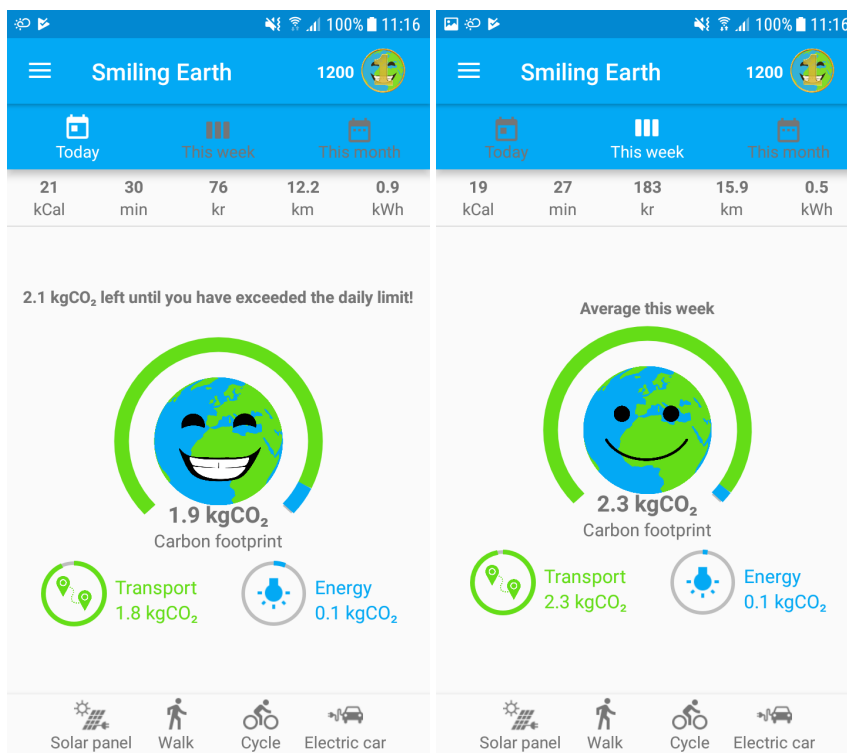 100% 11:16
Smiling Earth 1200
Today This week This month
21 30 76 12.2 0.9
kCal min kr km kWh
2.1 kgCO₂ left until you have exceeded the daily limit!
1.9 kgCO₂
Carbon footprint
Transport Energy
1.8 kgCO₂ 0.1 kgCO₂
Solar panel Walk Cycle Electric car
100% 11:16
Smiling Earth 1200
Today This week This month
19 27 183 15.9 0.5
kCal min kr km kWh
Average this week
2.3 kgCO₂
Carbon footprint
Transport Energy
2.3 kgCO₂ 0.1 kgCO₂
Solar panel Walk Cycle Electric car